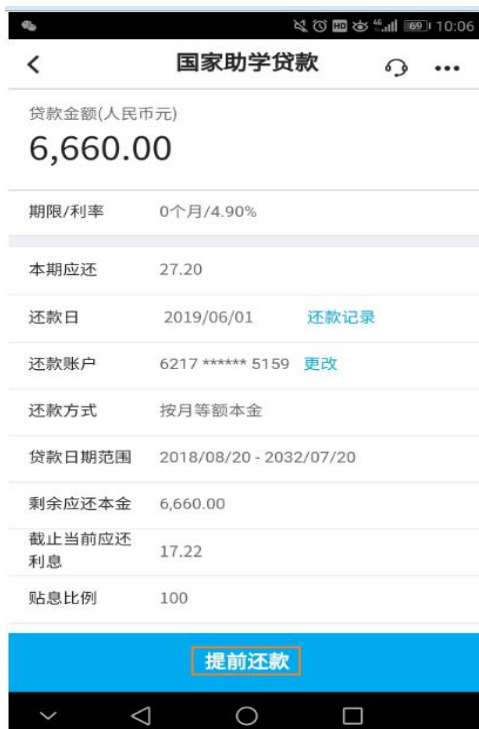 46 69 10:06
国家助学贷款
贷款金额(人民币元)
6,660.00
期限/利率 0个月/4.90%
本期应还 27.20
还款日 2019/06/01 还款记录
还款账户 6217 ****** 5159 更改
还款方式 按月等额本金
贷款日期范围 2018/08/20 - 2032/07/20
剩余应还本金 6,660.00
截止当前应还
利息 17.22
贴息比例 100
提前还款